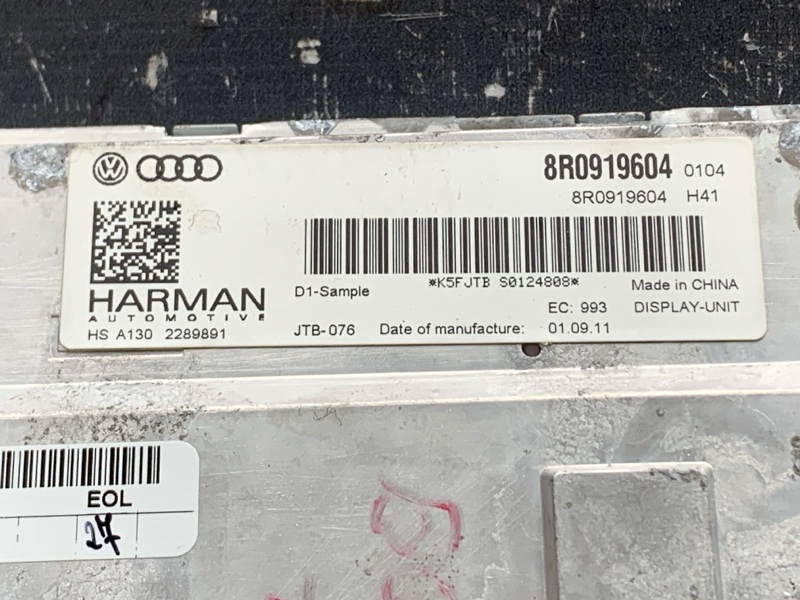 8R0919604 0104
8R0919604 H41
*K5FJTB S0124808*
D1-Sample
Made in CHINA
HARMAN
AUTOMOTIVE
EC: 993 DISPLAY-UNIT
HS A130 2289891 JTB-076 Date of manufacture: 01.09.11
EOL
27